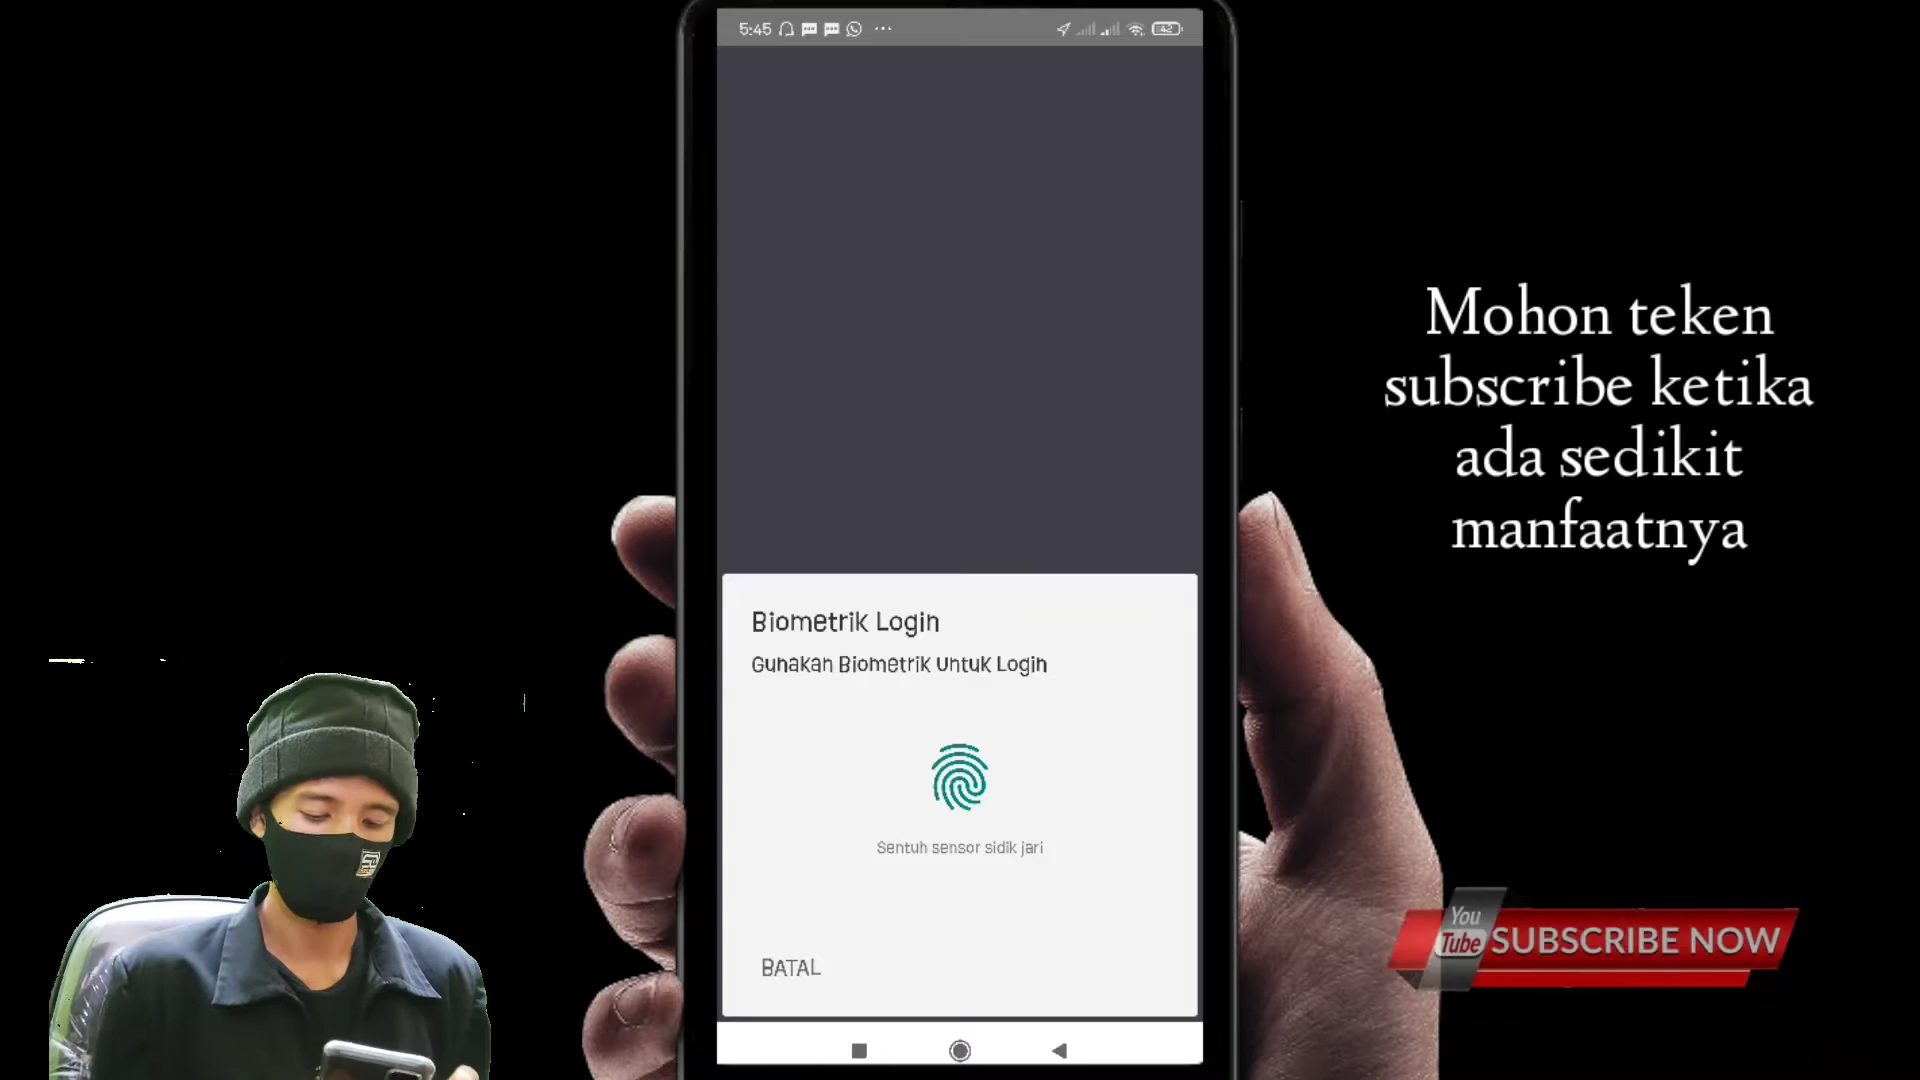 5:45
42
Mohon teken
subscribe ketika
ada sedikit
manfaatnya
Biometrik Login
Gunakan Biometrik Untuk Login
Sentuh sensor sidik jari
BATAL
You
Tube
SUBSCRIBE NOW